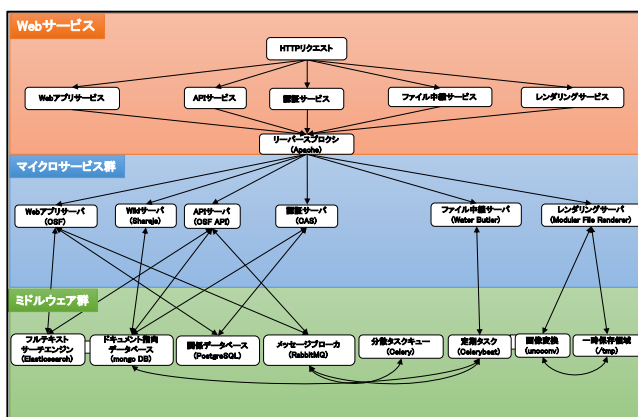 Webサービス
HTTPリクエスト
Webアプリサービス
APIサービス
認証サービス
ファイル中継サービス
レンダリングサービス
リーバースプロクシ
(Apache)
マイクロサービス群
Webアプリサーバ
(OSF)
Wikiサーバ
(Sharejs)
APIサーバ
(OSF API)
認証サーバ
(CAS)
ファイル中継サーバ
(Water Butler)
レンダリングサーバ
(Modular File Renderer)
ミドルウェア群
フルテキスト
サーチエンジン
(Elasticsearch)
ドキュメント指向
データベース
(mongo DB)
関係データベース
(PostgreSQL)
メッセージブローカ
(RabbitMQ)
分散タスクキュー
(Celery)
定期タスク
(Celerybeat)
画像変換
(unoconv)
一時保存領域
(/tmp)